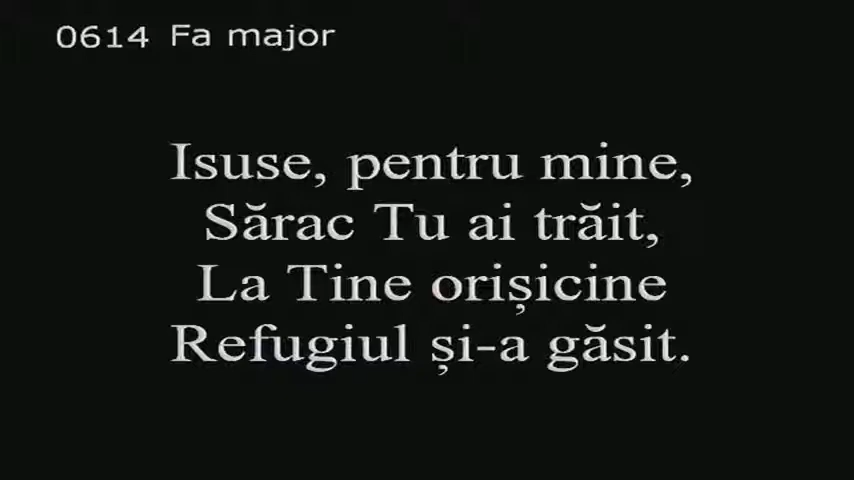 0614 Fa major
Isuse, pentru mine,
Sărac Tu ai trăit,
La Tine orișicine
Refugiul și-a găsit.